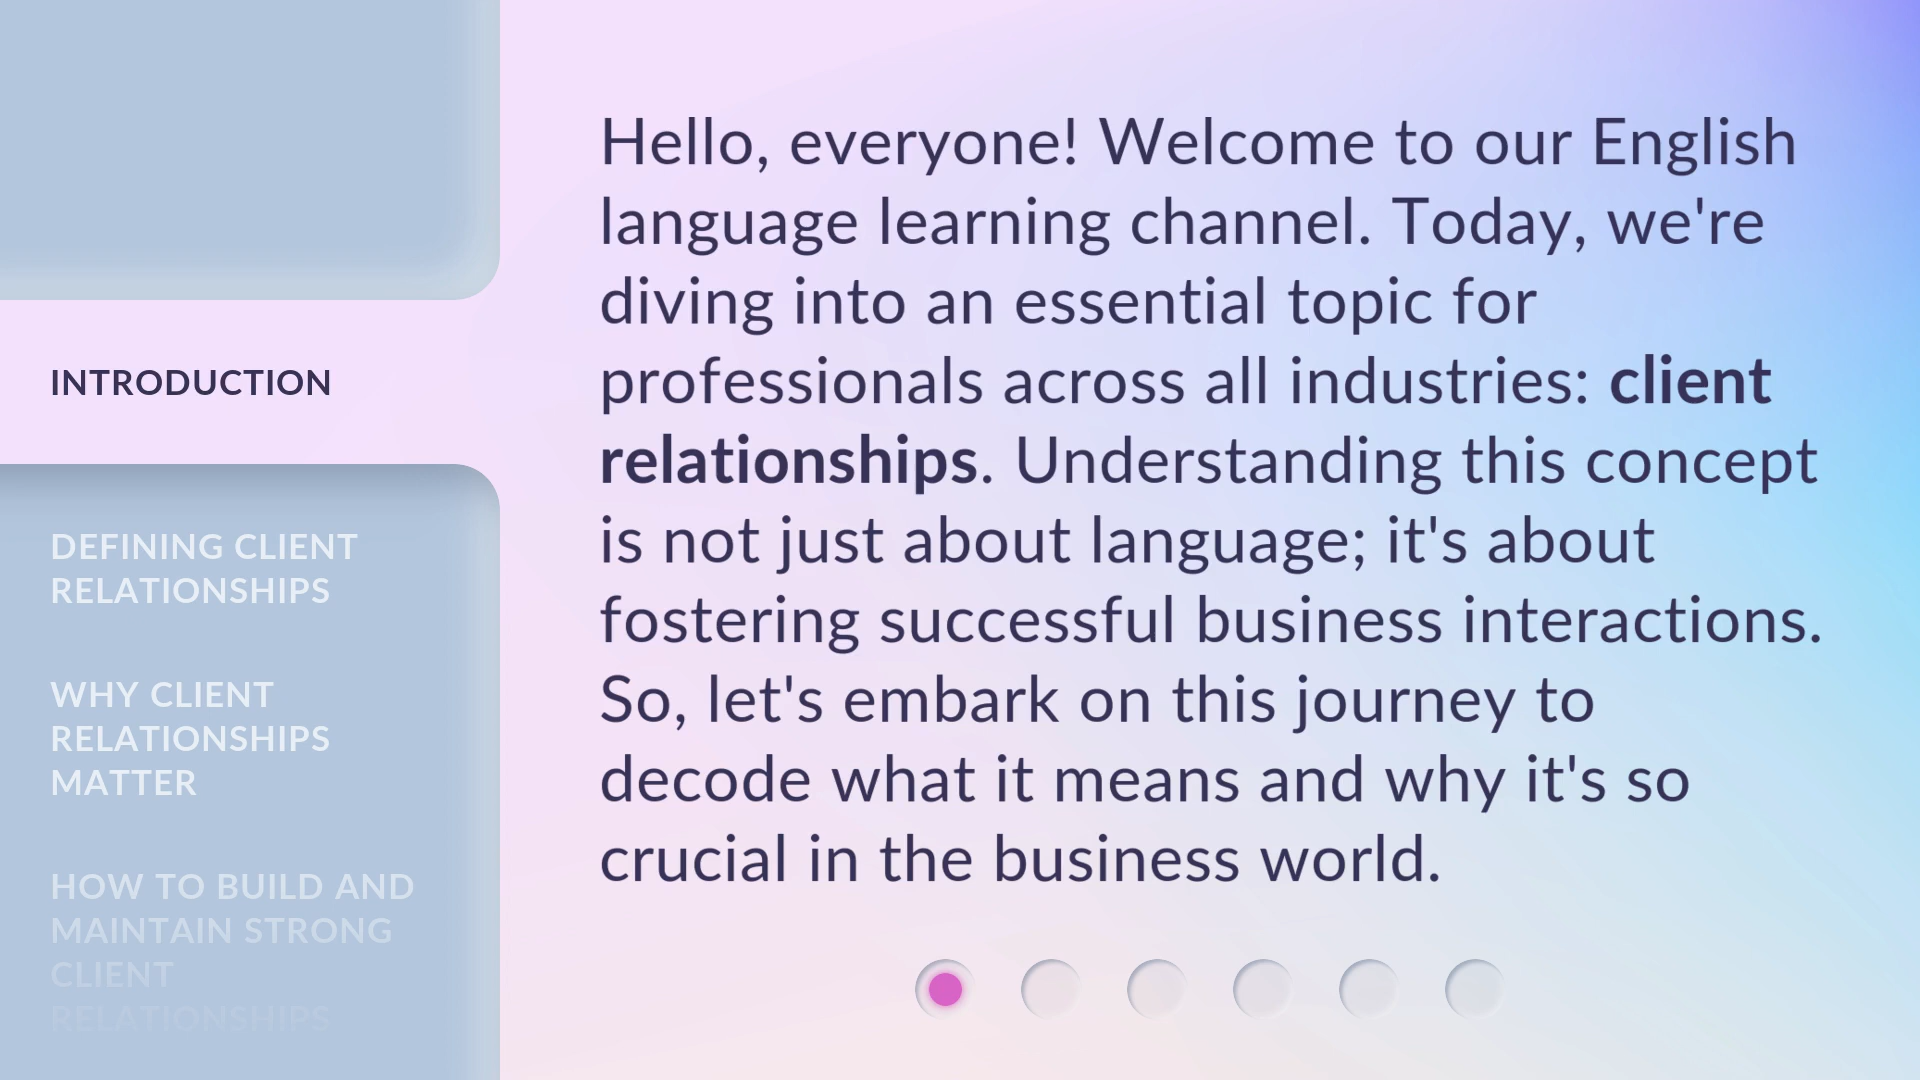 INTRODUCTION
DEFINING CLIENT
RELATIONSHIPS
WHY CLIENT
RELATIONSHIPS
MATTER
HOW TO BUILD AND
MAINTAIN STRONG
CLIENT
RELATIONSHIPS
Hello, everyone! Welcome to our English
language learning channel. Today, we're
diving into an essential topic for
professionals across all industries: client
relationships. Understanding this concept
is not just about language; it's about
fostering successful business interactions.
So, let's embark on this journey to
decode what it means and why it's so
crucial in the business world.